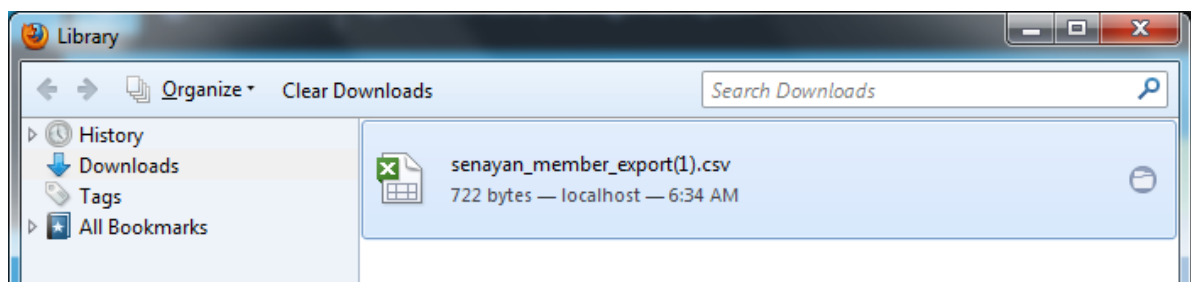 Library
Organize Clear Downloads Search Downloads
History
Downloads
Tags
All Bookmarks
senayan_member_export(1).csv
722 bytes — localhost — 6:34 AM